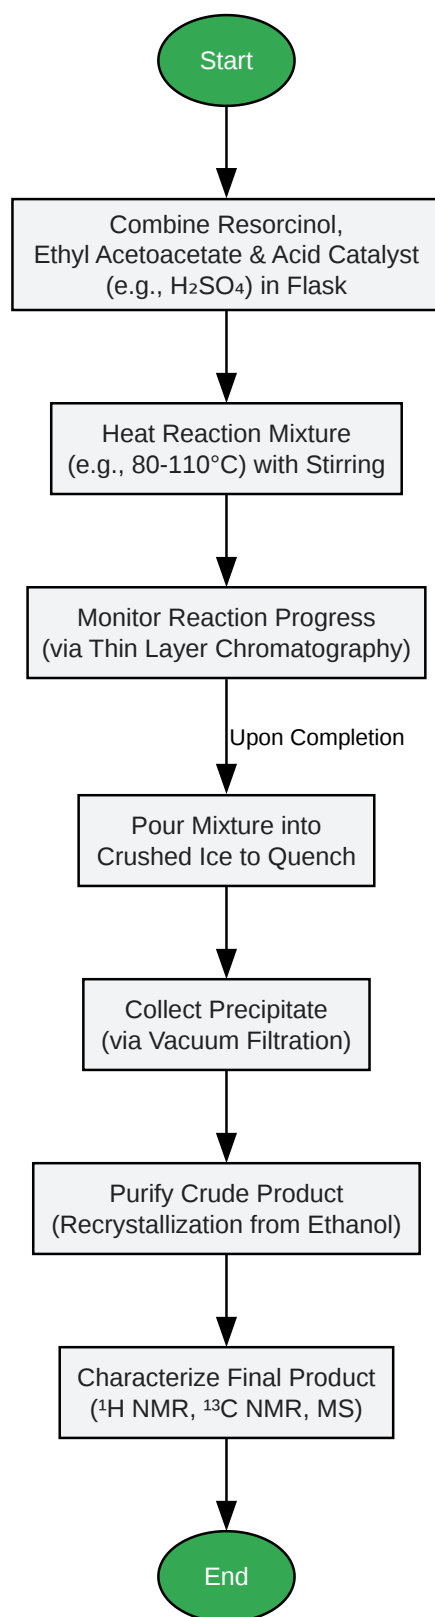 Start
Combine Resorcinol,
Ethyl Acetoacetate & Acid Catalyst
(e.g., H₂SO₄) in Flask
Heat Reaction Mixture
(e.g., 80-110°C) with Stirring
Monitor Reaction Progress
(via Thin Layer Chromatography)
Upon Completion
Pour Mixture into
Crushed Ice to Quench
Collect Precipitate
(via Vacuum Filtration)
Purify Crude Product
(Recrystallization from Ethanol)
Characterize Final Product
(¹H NMR, ¹³C NMR, MS)
End